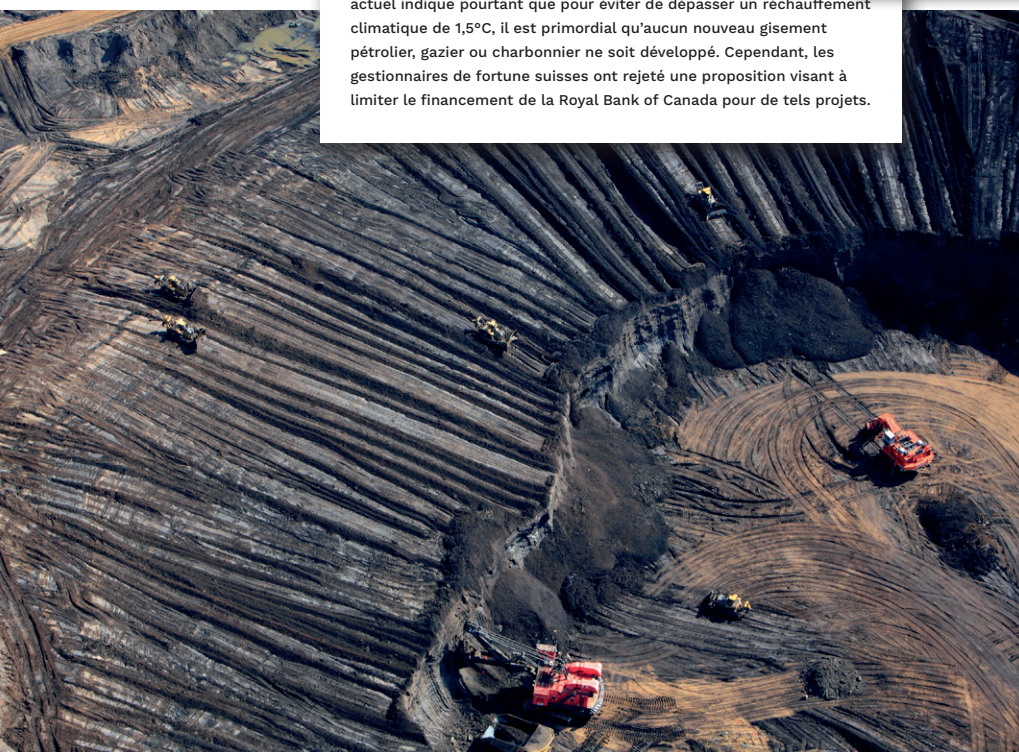 actuel indique pourtant que pour éviter de dépasser un réchauffement
climatique de 1,5°C, il est primordial qu’aucun nouveau gisement
pétrolier, gazier ou charbonnier ne soit développé. Cependant, les
gestionnaires de fortune suisses ont rejeté une proposition visant à
limiter le financement de la Royal Bank of Canada pour de tels projets.